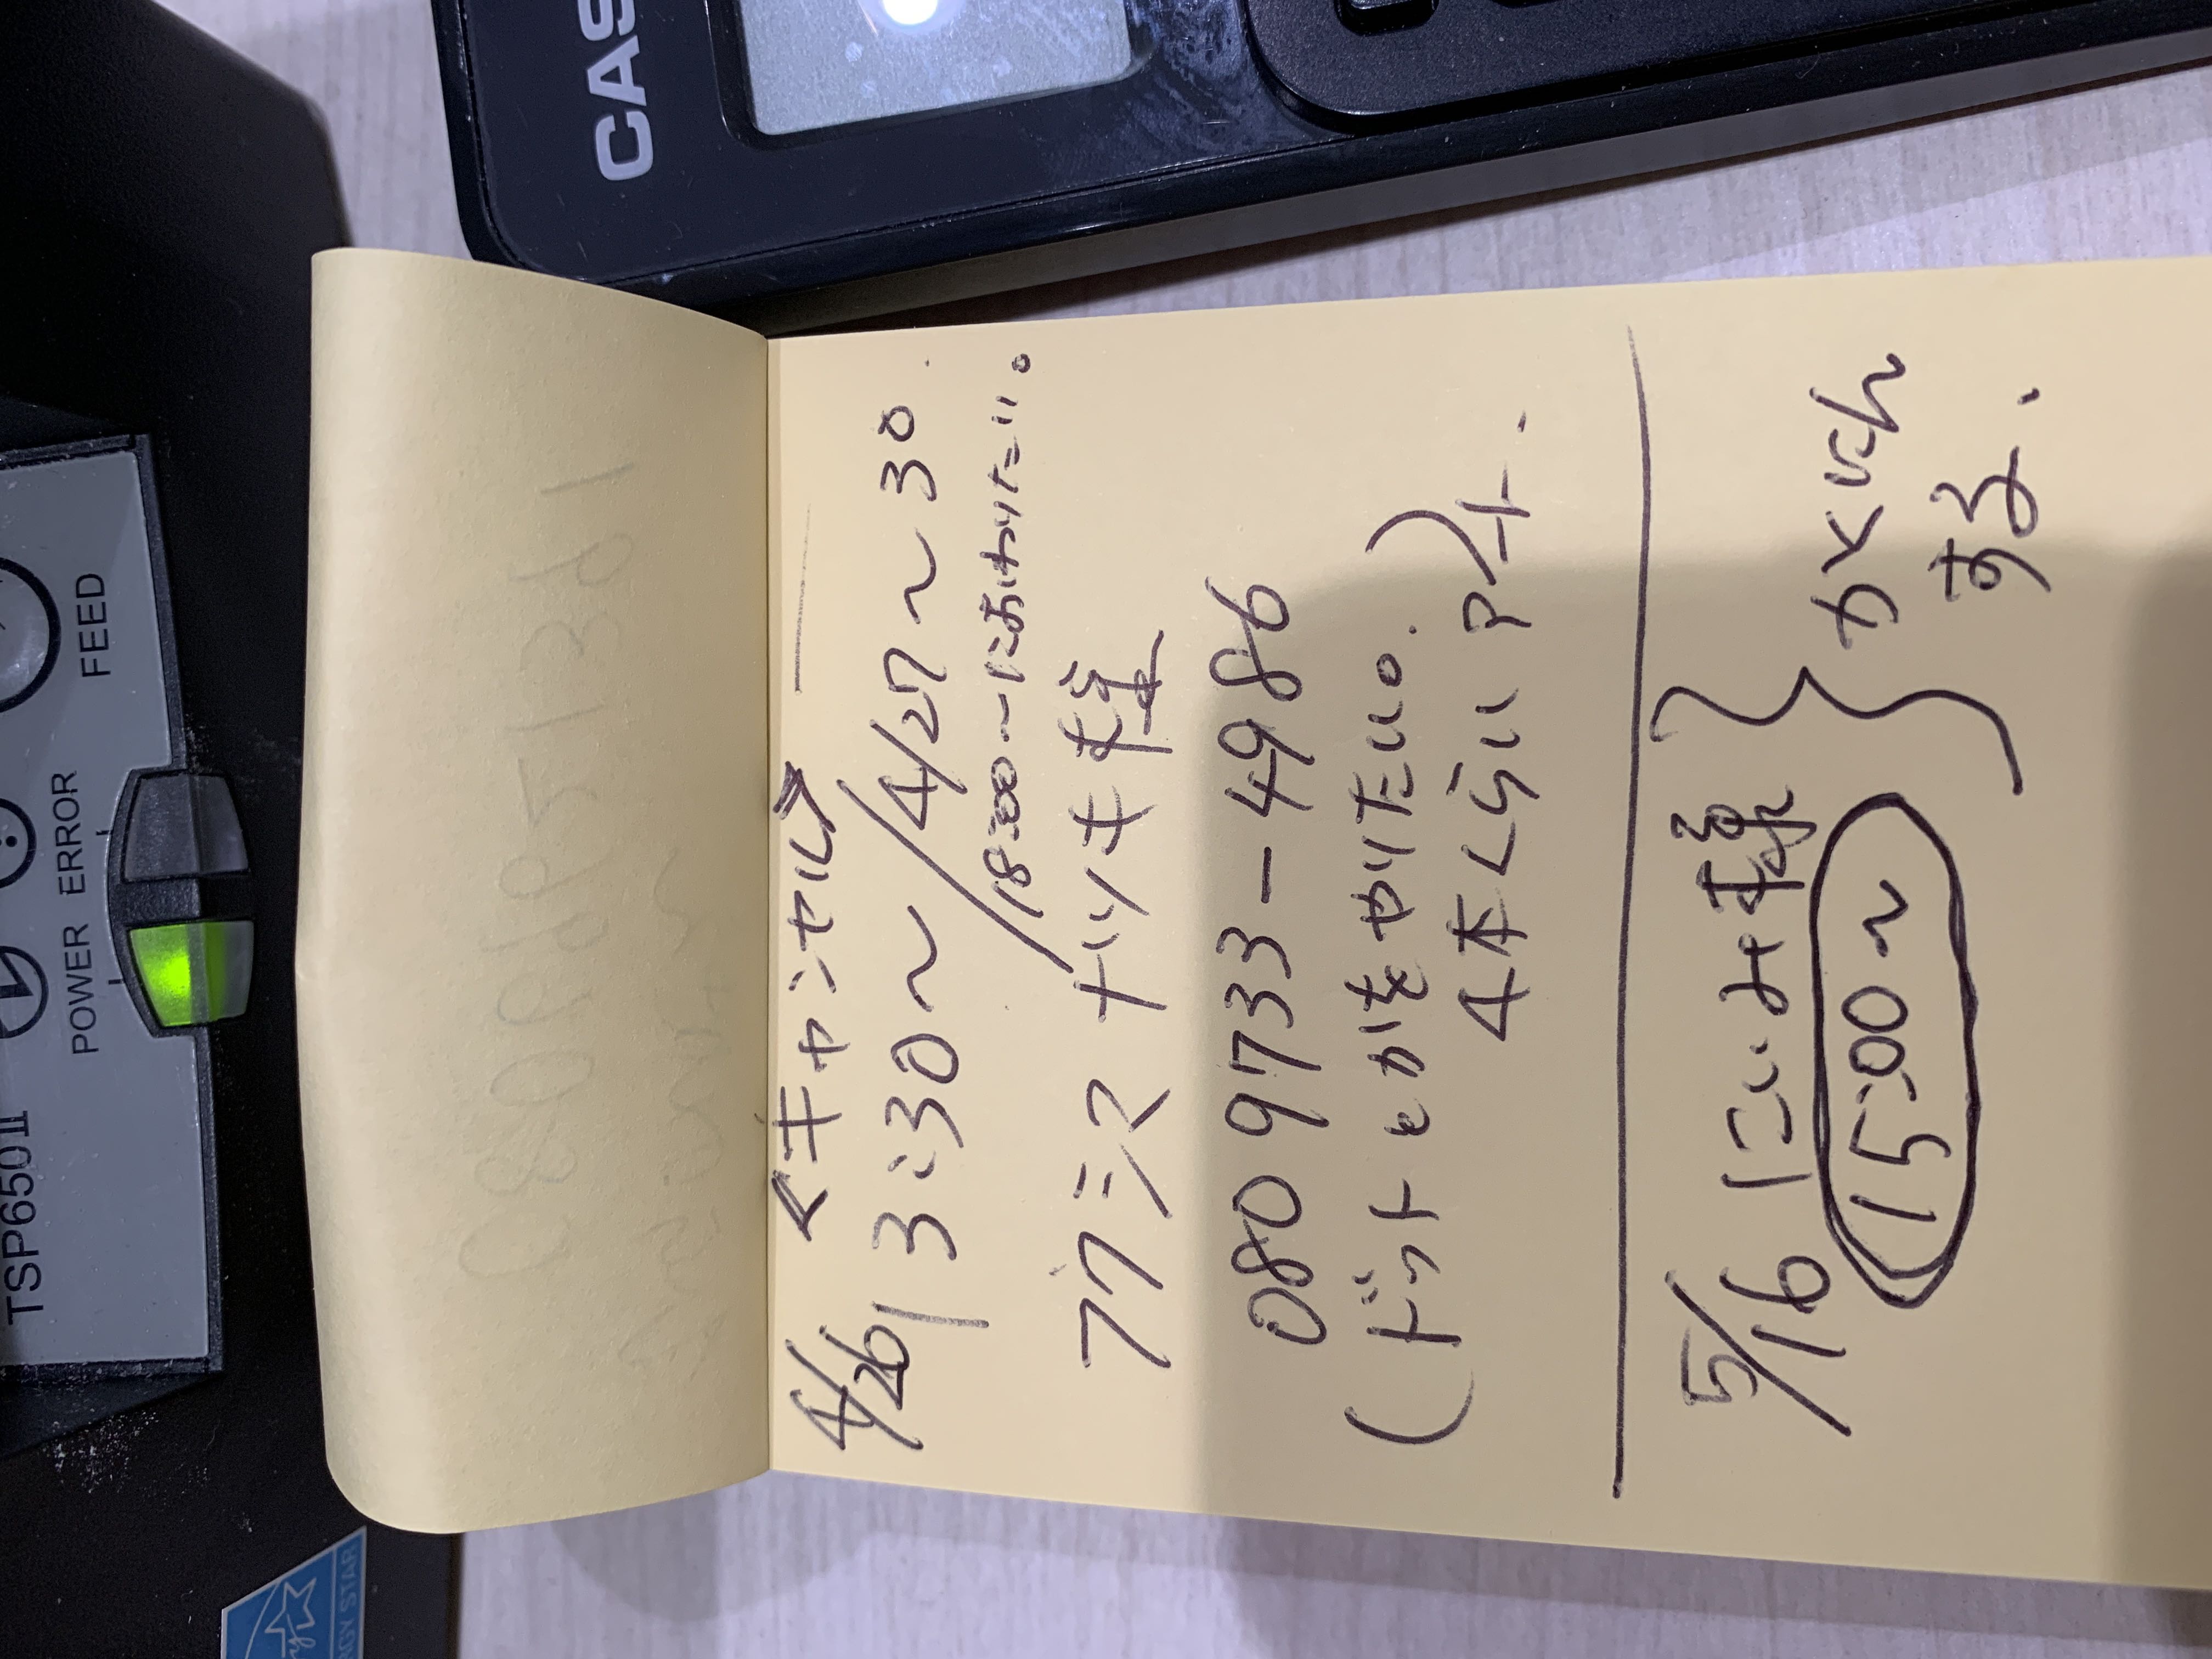 TSP650II
POWER ERROR FEED
RGY STAR
CAS
4/26 《キャンセル》
13:30〜/4/27〜30.
18:00〜におわりたい。
フクシマ ナツキ様
080 9733-4986
(ドットとかをやりたい。)
4本くらいアート.
5/16 にいみ様
15:00〜
かくにん
する.